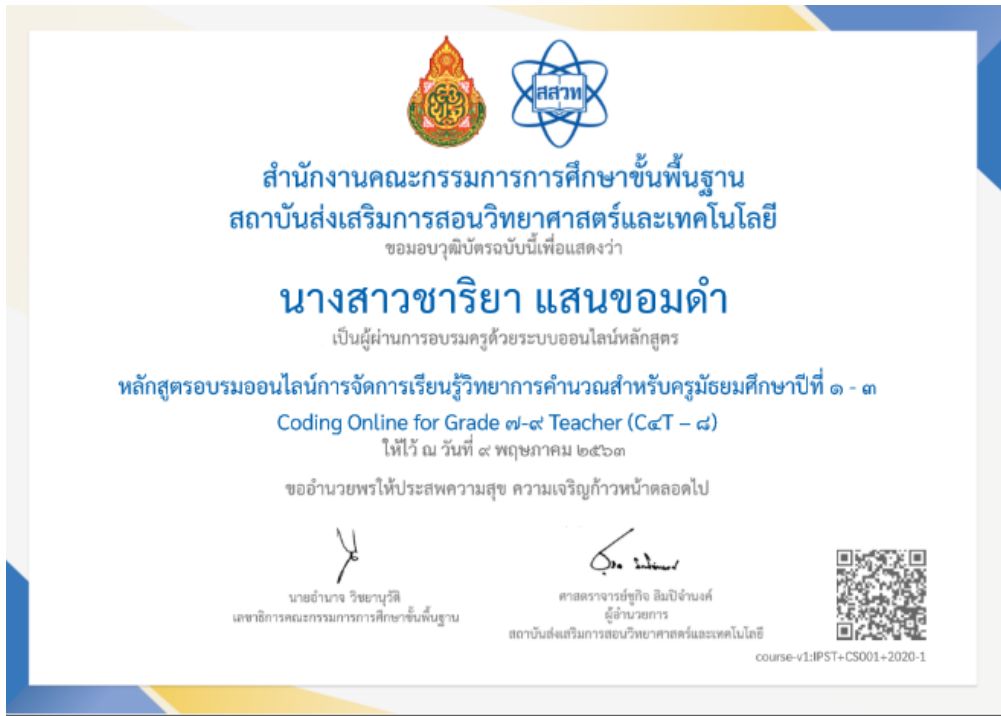 สสวท
สำนักงานคณะกรรมการการศึกษาขั้นพื้นฐาน
สถาบันส่งเสริมการสอนวิทยาศาสตร์และเทคโนโลยี
ขอมอบวุฒิบัตรฉบับนี้เพื่อแสดงว่า
นางสาวชาริยา แสนขอมดำ
เป็นผู้ผ่านการอบรมครูด้วยระบบออนไลน์หลักสูตร
หลักสูตรอบรมออนไลน์การจัดการเรียนรู้วิทยาการคำนวณสำหรับครูมัธยมศึกษาปีที่ ๑ - ๓
Coding Online for Grade ๗-๙ Teacher (C๔T – ๘)
ให้ไว้ ณ วันที่ ๙ พฤษภาคม ๒๕๖๓
ขออำนวยพรให้ประสพความสุข ความเจริญก้าวหน้าตลอดไป
นายอำนาจ วิชยานุวัติ
เลขาธิการคณะกรรมการการศึกษาขั้นพื้นฐาน
ศาสตราจารย์ชูกิจ ลิมปิจำนงค์
ผู้อำนวยการ
สถาบันส่งเสริมการสอนวิทยาศาสตร์และเทคโนโลยี
course-v1:IPST+CS001+2020-1